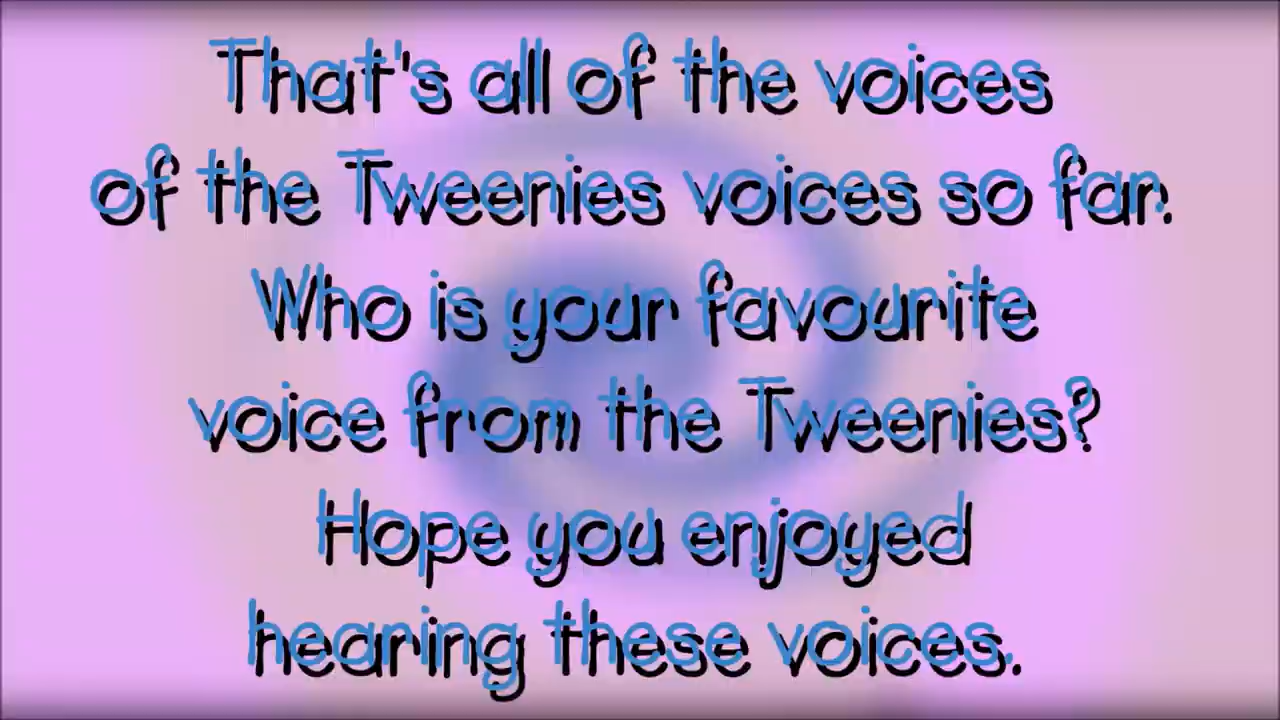 That's all of the voices
of the Tweenies voices so far.
Who is your favourite
voice from the Tweenies?
Hope you enjoyed
hearing these voices.